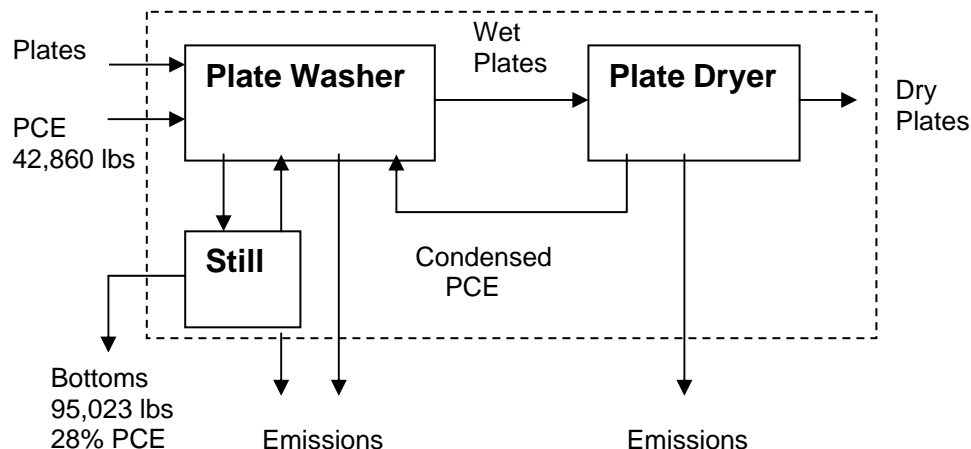 Plates
PCE
42,860 lbs
Plate Washer
Wet
Plates
Plate Dryer
Dry
Plates
Still
Condensed
PCE
Bottoms
95,023 lbs
28% PCE
Emissions
Emissions